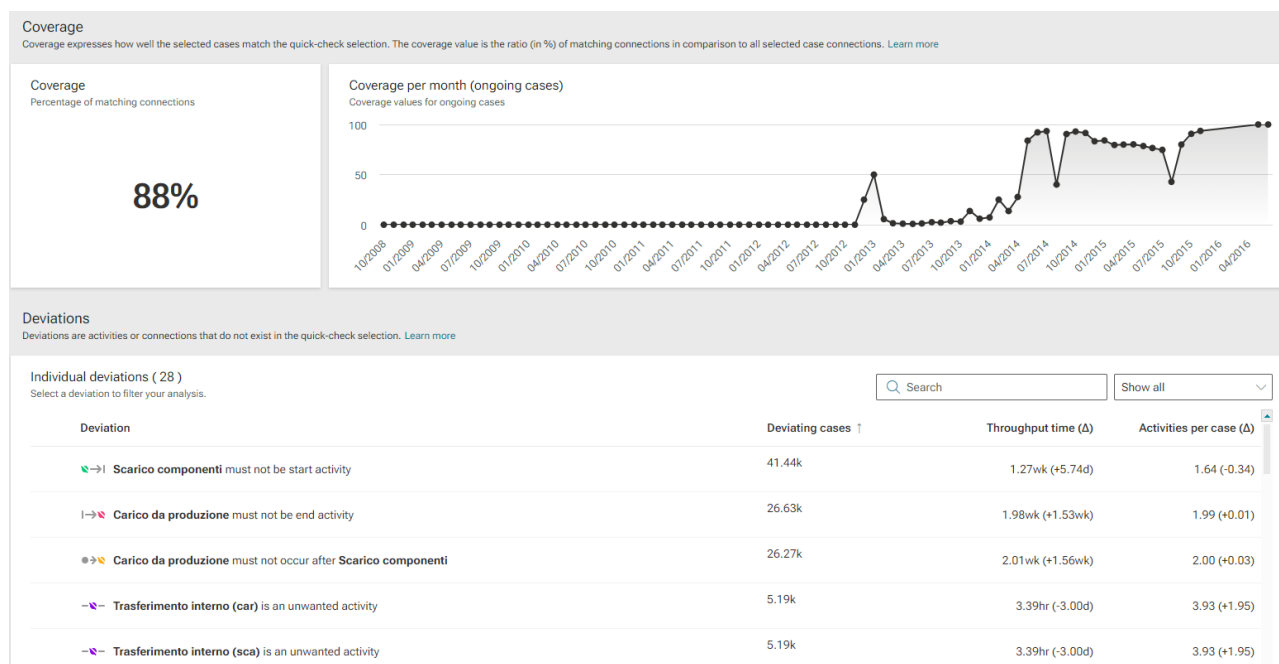 Coverage
Coverage expresses how well the selected cases match the quick-check selection. The coverage value is the ratio (in %) of matching connections in comparison to all selected case connections. Learn more
Coverage
Percentage of matching connections
88%
Coverage per month (ongoing cases)
Coverage values for ongoing cases
100
50
0
10/2008
01/2009
04/2009
07/2009
10/2009
01/2010
04/2010
07/2010
10/2010
01/2011
04/2011
07/2011
10/2011
01/2012
04/2012
07/2012
10/2012
01/2013
04/2013
07/2013
10/2013
01/2014
04/2014
07/2014
10/2014
01/2015
04/2015
07/2015
10/2015
01/2016
04/2016
Deviations
Deviations are activities or connections that do not exist in the quick-check selection. Learn more
Individual deviations ( 28 )
Select a deviation to filter your analysis.
Search
Show all
Deviation Deviating cases ↑ Throughput time (Δ) Activities per case (Δ)
Scarico componenti must not be start activity 41.44k 1.27wk (+5.74d) 1.64 (-0.34)
Carico da produzione must not be end activity 26.63k 1.98wk (+1.53wk) 1.99 (+0.01)
Carico da produzione must not occur after Scarico componenti 26.27k 2.01wk (+1.56wk) 2.00 (+0.03)
Trasferimento interno (car) is an unwanted activity 5.19k 3.39hr (-3.00d) 3.93 (+1.95)
Trasferimento interno (sca) is an unwanted activity 5.19k 3.39hr (-3.00d) 3.93 (+1.95)